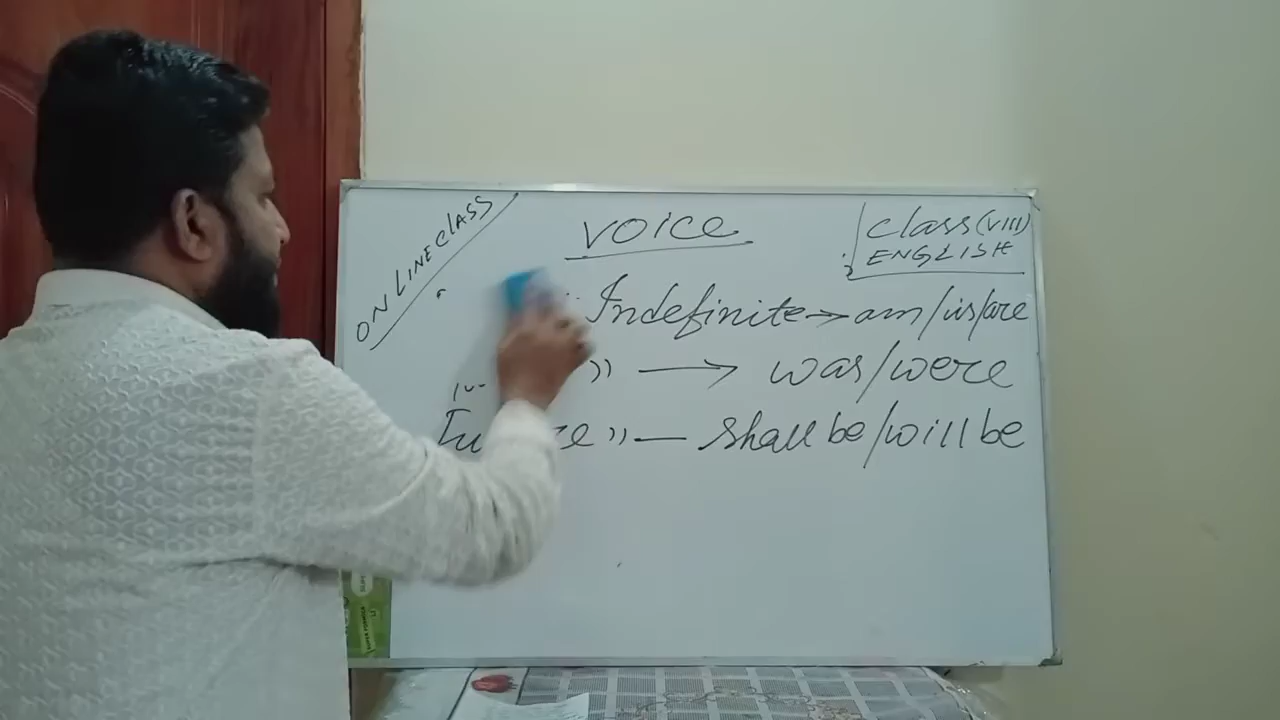 ONLINE CLASS
VOICE
Class (VIII)
ENGLISH
Indefinite → am/is/are
" → was/were
" — shall be/will be